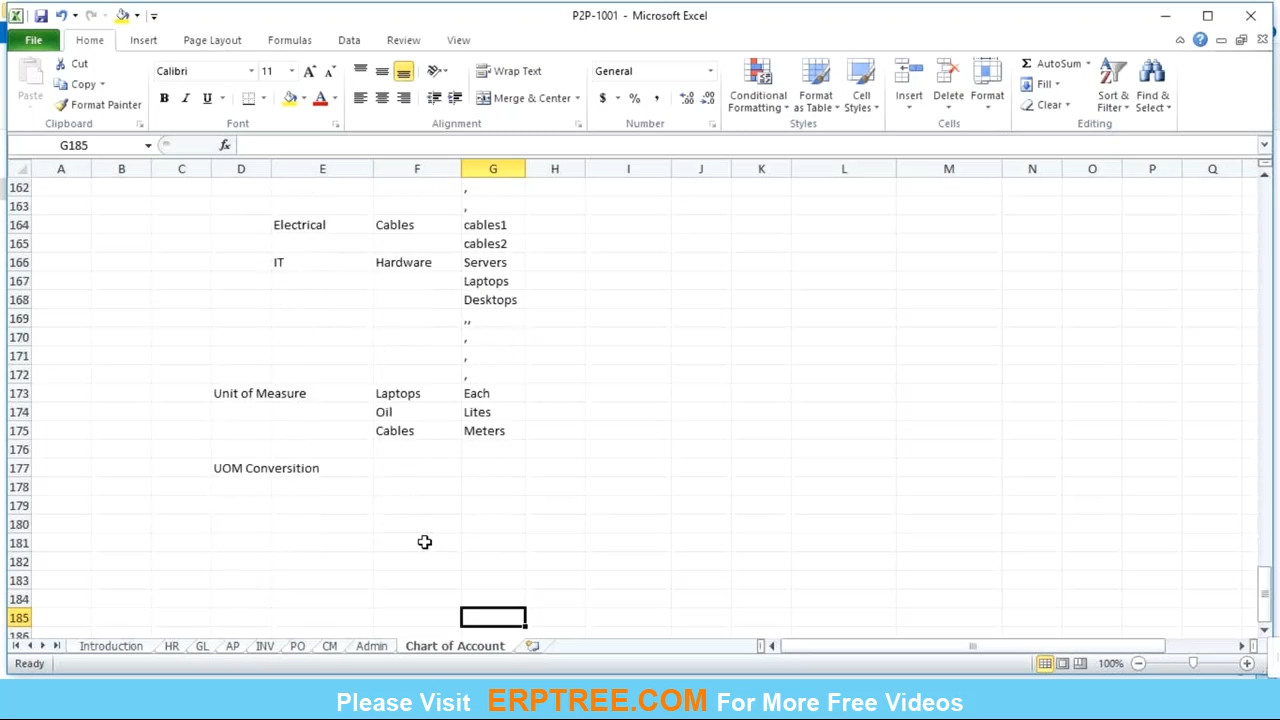 P2P-1001 - Microsoft Excel
File Home Insert Page Layout Formulas Data Review View
Paste
Cut
Copy
Format Painter
Clipboard
Calibri 11 A A
B I U A
Font
Wrap Text
Merge & Center
Alignment
General
$ % ,
Number
Conditional Formatting
Format as Table
Cell Styles
Styles
Insert Delete Format
Cells
Σ AutoSum
Fill
Clear
Sort & Filter
Find & Select
Editing
G185 fx
A B C D E F G H I J K L M N O P Q
162 ,
163 ,
164 Electrical Cables cables1
165 cables2
166 IT Hardware Servers
167 Laptops
168 Desktops
169 ,,
170 ,
171 ,
172 ,
173 Unit of Measure Laptops Each
174 Oil Lites
175 Cables Meters
176
177 UOM Conversition
178
179
180
181
182
183
184
185
186
Introduction HR GL AP INV PO CM Admin Chart of Account
Ready 100%
Please Visit ERPTREE.COM For More Free Videos